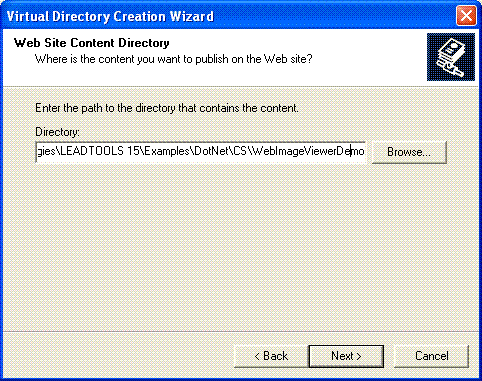 Virtual Directory Creation Wizard
Web Site Content Directory
Where is the content you want to publish on the Web site?
Enter the path to the directory that contains the content.
Directory:
gies\LEADTOOLS 15\Examples\DotNet\CS\WebImageViewerDemo
Browse...
< Back
Next >
Cancel